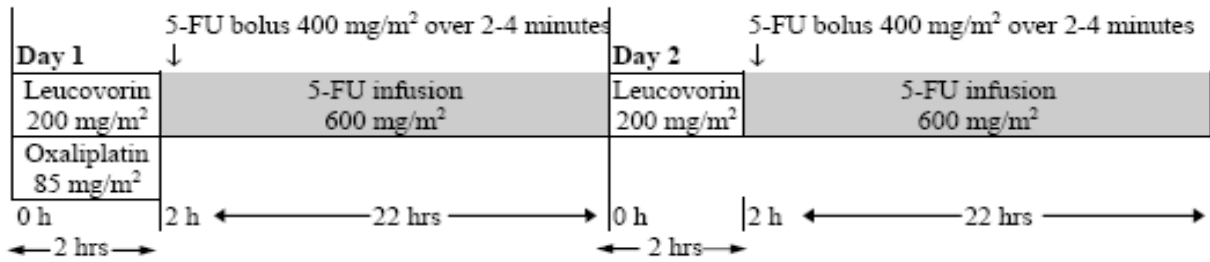 5-FU bolus 400 mg/m² over 2-4 minutes
5-FU bolus 400 mg/m² over 2-4 minutes
Day 1 ↓
Day 2 ↓
Leucovorin
200 mg/m²
5-FU infusion
600 mg/m²
Leucovorin
200 mg/m²
5-FU infusion
600 mg/m²
Oxaliplatin
85 mg/m²
0 h
2 h
22 hrs
0 h
2 h
22 hrs
2 hrs
2 hrs